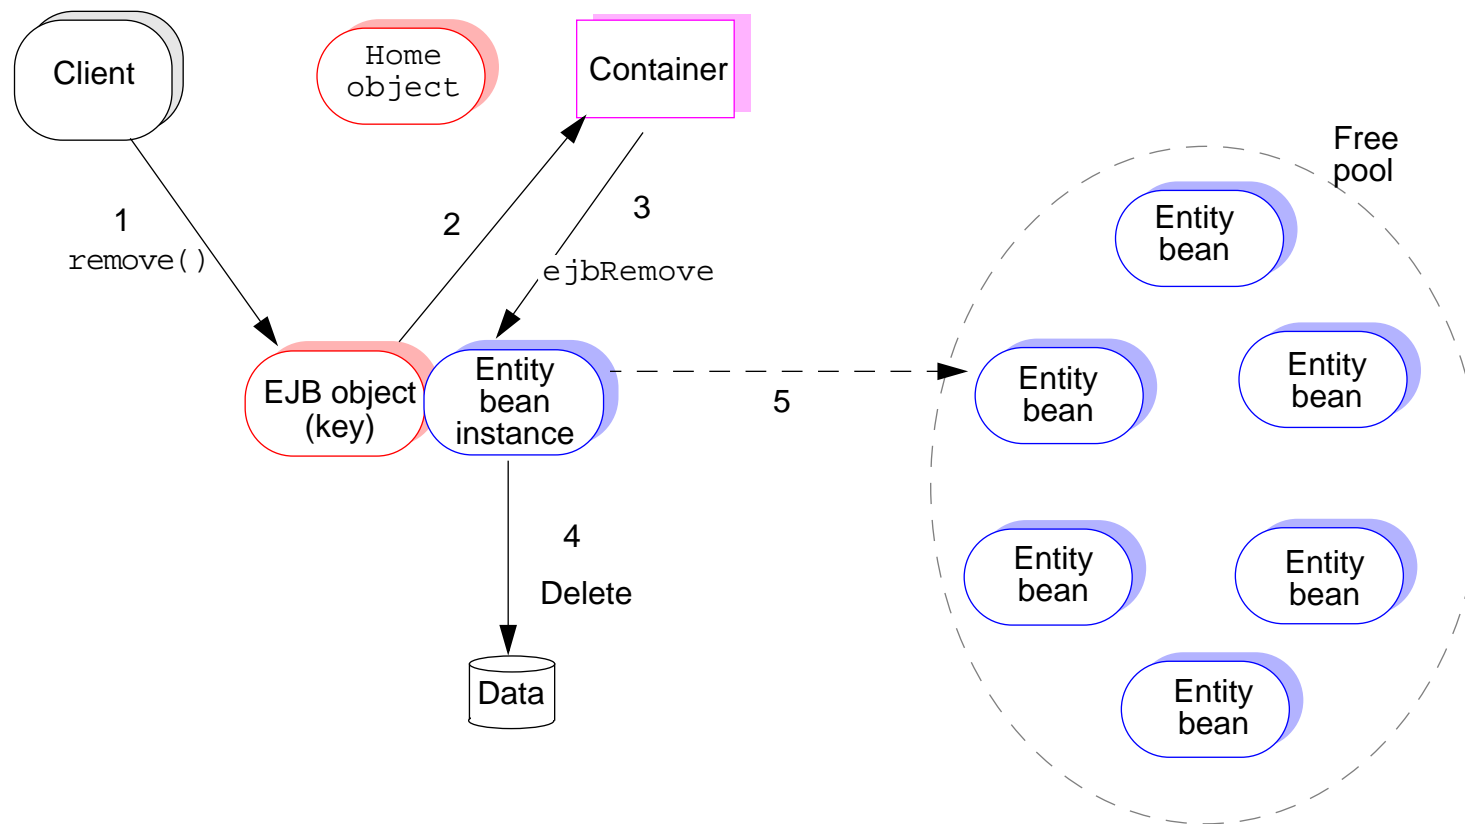 Client
Home
object
Container
Free
pool
1
remove()
2
3
ejbRemove
Entity
bean
EJB object
(key)
Entity
bean
instance
5
Entity
bean
Entity
bean
4
Delete
Entity
bean
Entity
bean
Data
Entity
bean